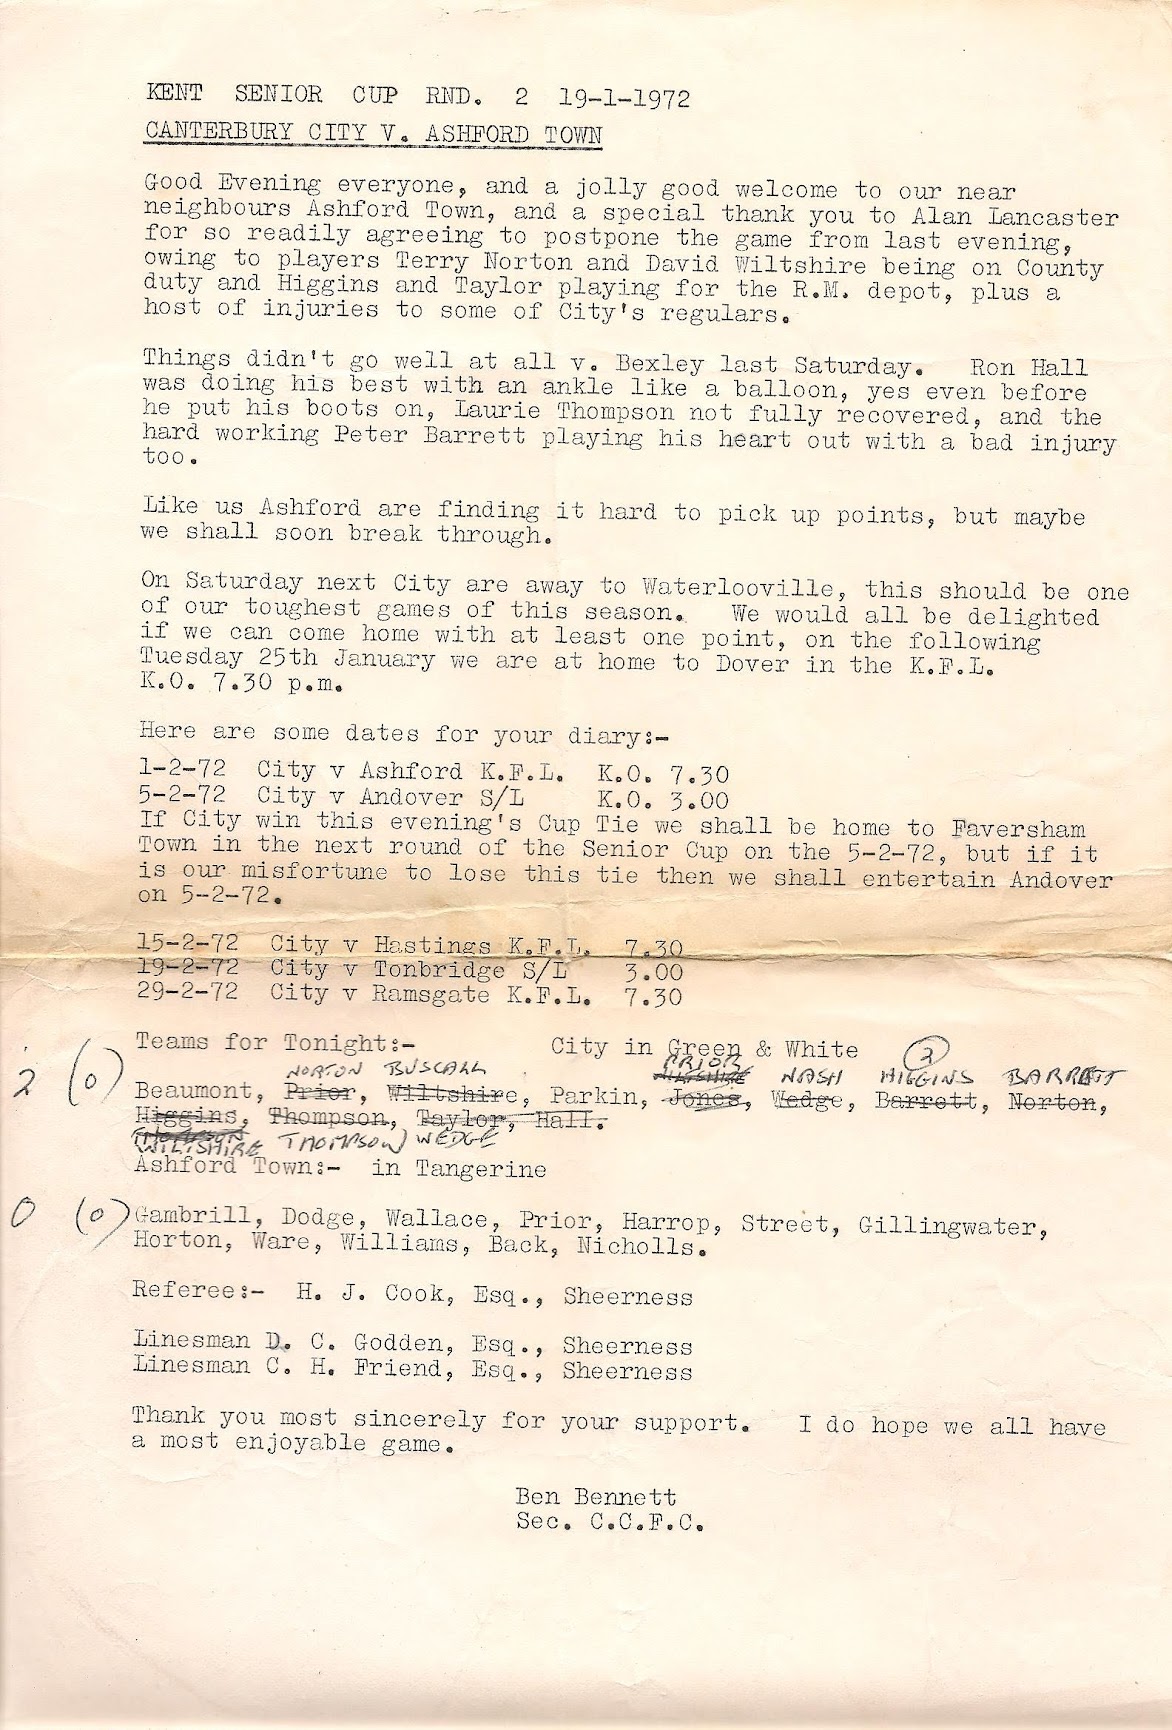 KENT SENIOR CUP RND. 2 19-1-1972
CANTERBURY CITY V. ASHFORD TOWN
Good Evening everyone, and a jolly good welcome to our near
neighbours Ashford Town, and a special thank you to Alan Lancaster
for so readily agreeing to postpone the game from last evening,
owing to players Terry Norton and David Wiltshire being on County
duty and Higgins and Taylor playing for the R.M. depot, plus a
host of injuries to some of City's regulars.
Things didn't go well at all v. Bexley last Saturday. Ron Hall
was doing his best with an ankle like a balloon, yes even before
he put his boots on, Laurie Thompson not fully recovered, and the
hard working Peter Barrett playing his heart out with a bad injury
too.
Like us Ashford are finding it hard to pick up points, but maybe
we shall soon break through.
On Saturday next City are away to Waterlooville, this should be one
of our toughest games of this season. We would all be delighted
if we can come home with at least one point, on the following
Tuesday 25th January we are at home to Dover in the K.F.L.
K.O. 7.30 p.m.
Here are some dates for your diary:-
1-2-72 City v Ashford K.F.L. K.O. 7.30
5-2-72 City v Andover S/L K.O. 3.00
If City win this evening's Cup Tie we shall be home to Faversham
Town in the next round of the Senior Cup on the 5-2-72, but if it
is our misfortune to lose this tie then we shall entertain Andover
on 5-2-72.
15-2-72 City v Hastings K.F.L. 7.30
19-2-72 City v Tonbridge S/L 3.00
29-2-72 City v Ramsgate K.F.L. 7.30
Teams for Tonight:- City in Green & White
PRIOR 2
NORTON BUSCALL WILTSHIRE NASH HIGGINS BARRETT
2 (0) Beaumont, Prior, Wiltshire, Parkin, Jones, Wedge, Barrett, Norton,
Higgins, Thompson, Taylor, Hall.
(THOMPSON
(WILTSHIRE THOMPSON) WEDGE
Ashford Town:- in Tangerine
0 (0) Gambrill, Dodge, Wallace, Prior, Harrop, Street, Gillingwater,
Horton, Ware, Williams, Back, Nicholls.
Referee:- H. J. Cook, Esq., Sheerness
Linesman D. C. Godden, Esq., Sheerness
Linesman C. H. Friend, Esq., Sheerness
Thank you most sincerely for your support. I do hope we all have
a most enjoyable game.
Ben Bennett
Sec. C.C.F.C.